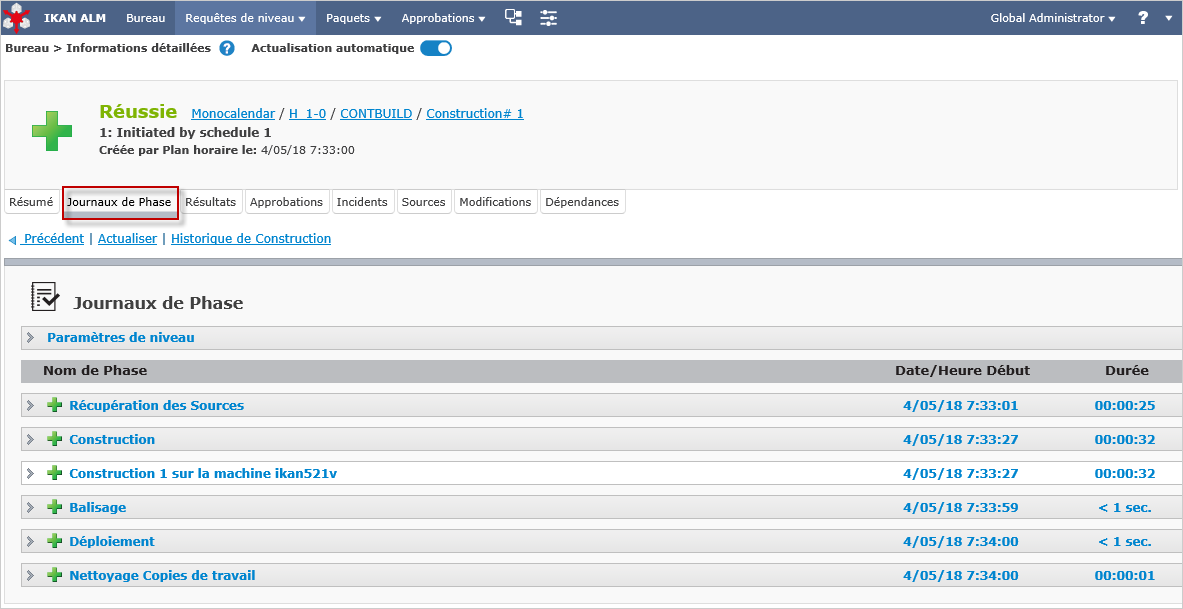 IKAN ALM Bureau Requêtes de niveau Paquets Approbations Global Administrator ?
Bureau > Informations détaillées ? Actualisation automatique
Réussie Monocalendar / H_1-0 / CONTBUILD / Construction# 1
1: Initiated by schedule 1
Créée par Plan horaire le: 4/05/18 7:33:00
Résumé Journaux de Phase Résultats Approbations Incidents Sources Modifications Dépendances
Précédent | Actualiser | Historique de Construction
Journaux de Phase
Paramètres de niveau
Nom de Phase Date/Heure Début Durée
Récupération des Sources 4/05/18 7:33:01 00:00:25
Construction 4/05/18 7:33:27 00:00:32
Construction 1 sur la machine ikan521v 4/05/18 7:33:27 00:00:32
Balisage 4/05/18 7:33:59 < 1 sec.
Déploiement 4/05/18 7:34:00 < 1 sec.
Nettoyage Copies de travail 4/05/18 7:34:00 00:00:01